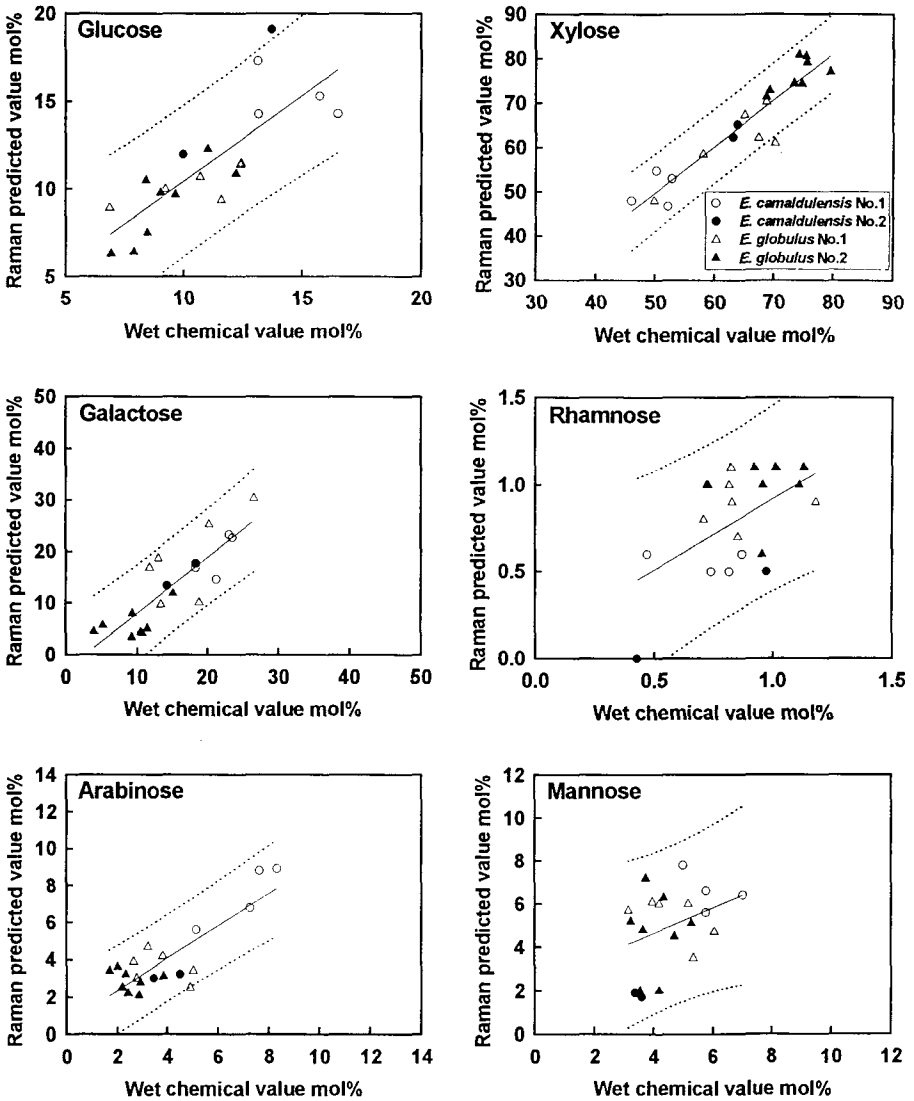 Glucose
Raman predicted value mol%
20
15
10
5
5 10 15 20
Wet chemical value mol%
Xylose
Raman predicted value mol%
90
80
70
60
50
40
30
30 40 50 60 70 80 90
Wet chemical value mol%
E. camaldulensis No.1
E. camaldulensis No.2
E. globulus No.1
E. globulus No.2
Galactose
Raman predicted value mol%
50
40
30
20
10
0
0 10 20 30 40 50
Wet chemical value mol%
Rhamnose
Raman predicted value mol%
1.5
1.0
0.5
0.0
0.0 0.5 1.0 1.5
Wet chemical value mol%
Arabinose
Raman predicted value mol%
14
12
10
8
6
4
2
0
0 2 4 6 8 10 12 14
Wet chemical value mol%
Mannose
Raman predicted value mol%
12
10
8
6
4
2
0
0 2 4 6 8 10 12
Wet chemical value mol%